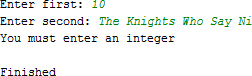 Enter first: 10
Enter second: The Knights Who Say Ni
You must enter an integer
Finished